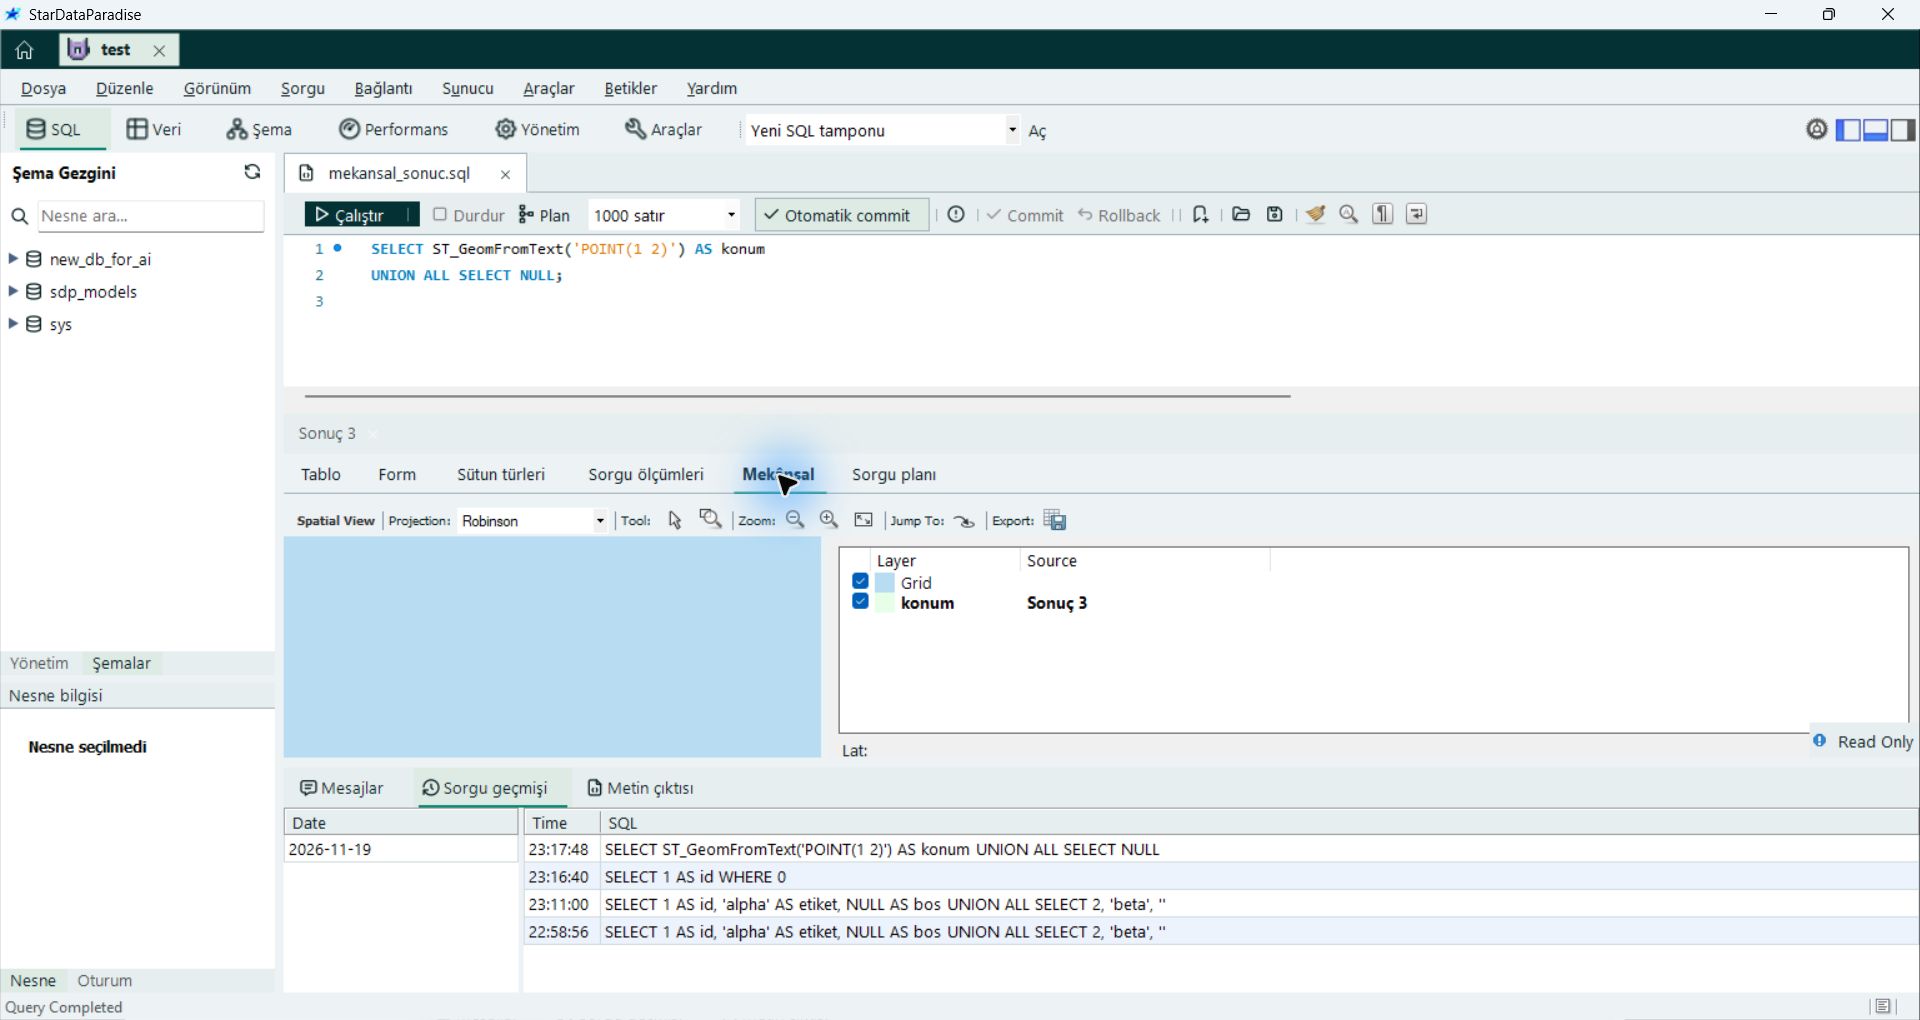 StarDataParadise
test
Dosya Düzenle Görünüm Sorgu Bağlantı Sunucu Araçlar Betikler Yardım
SQL Veri Şema Performans Yönetim Araçlar Yeni SQL tamponu Aç
Şema Gezgini
Nesne ara...
new_db_for_ai
sdp_models
sys
Yönetim Şemalar
Nesne bilgisi
Nesne seçilmedi
Nesne Oturum
mekansal_sonuc.sql
Çalıştır Durdur Plan 1000 satır Otomatik commit Commit Rollback
1 SELECT ST_GeomFromText('POINT(1 2)') AS konum
2 UNION ALL SELECT NULL;
3
Sonuç 3
Tablo Form Sütun türleri Sorgu ölçümleri Mekânsal Sorgu planı
Spatial View Projection: Robinson Tool: Zoom: Jump To: Export:
Layer Source
Grid
konum Sonuç 3
Lat:
Read Only
Mesajlar Sorgu geçmişi Metin çıktısı
Date Time SQL
2026-11-19 23:17:48 SELECT ST_GeomFromText('POINT(1 2)') AS konum UNION ALL SELECT NULL
23:16:40 SELECT 1 AS id WHERE 0
23:11:00 SELECT 1 AS id, 'alpha' AS etiket, NULL AS bos UNION ALL SELECT 2, 'beta', ''
22:58:56 SELECT 1 AS id, 'alpha' AS etiket, NULL AS bos UNION ALL SELECT 2, 'beta', ''
Query Completed